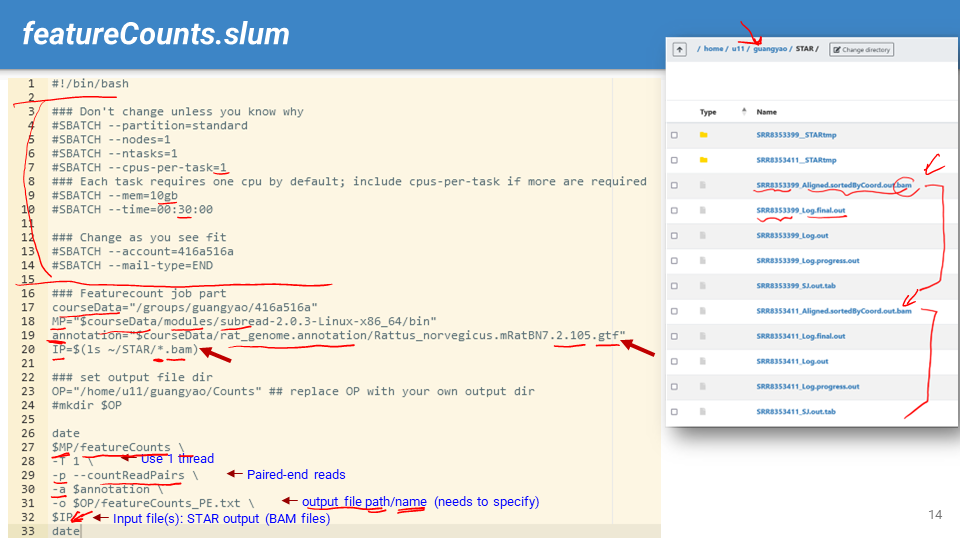 featureCounts.slum
1 #!/bin/bash
2
3 ### Don't change unless you know why
4 #SBATCH --partition=standard
5 #SBATCH --nodes=1
6 #SBATCH --ntasks=1
7 #SBATCH --cpus-per-task=1
8 ### Each task requires one cpu by default; include cpus-per-task if more are required
9 #SBATCH --mem=10gb
10 #SBATCH --time=00:30:00
11
12 ### Change as you see fit
13 #SBATCH --account=416a516a
14 #SBATCH --mail-type=END
15
16 ### Featurecount job part
17 courseData="/groups/guangyao/416a516a"
18 MP="$courseData/modules/subread-2.0.3-Linux-x86_64/bin"
19 annotation="$courseData/rat_genome.annotation/Rattus_norvegicus.mRatBN7.2.105.gtf"
20 IP=$(ls ~/STAR/*.bam)
21
22 ### set output file dir
23 OP="/home/u11/guangyao/Counts" ## replace OP with your own output dir
24 #mkdir $OP
25
26 date
27 $MP/featureCounts \
28 -T 1 \ Use 1 thread
29 -p --countReadPairs \ Paired-end reads
30 -a $annotation \
31 -o $OP/featureCounts_PE.txt \ output file path/name (needs to specify)
32 $IP Input file(s): STAR output (BAM files)
33 date
/ home / u11 / guangyao / STAR / Change directory
Type Name
SRR8353399__STARtmp
SRR8353411__STARtmp
SRR8353399_Aligned.sortedByCoord.out.bam
SRR8353399_Log.final.out
SRR8353399_Log.out
SRR8353399_Log.progress.out
SRR8353399_SJ.out.tab
SRR8353411_Aligned.sortedByCoord.out.bam
SRR8353411_Log.final.out
SRR8353411_Log.out
SRR8353411_Log.progress.out
SRR8353411_SJ.out.tab
14